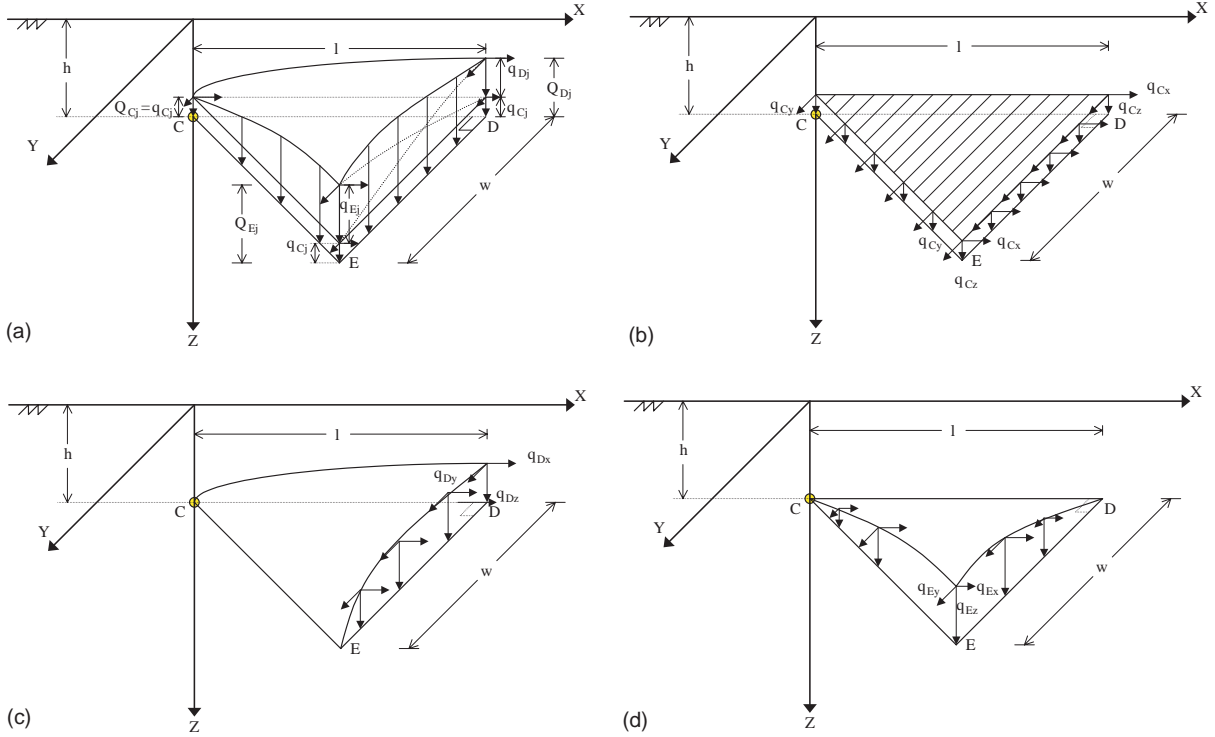 X
l
h
q_Dj
Q_Dj
Q_Cj = q_Cj
q_Cj
C
D
Y
w
q_Ej
Q_Ej
q_Cj
E
Z
(a)
X
l
h
q_Cx
q_Cy
q_Cz
C
D
Y
w
q_Cy
q_Cx
E
q_Cz
Z
(b)
X
l
h
q_Dx
q_Dy
q_Dz
C
D
Y
w
E
Z
(c)
X
l
h
C
D
Y
w
q_Ey
q_Ex
q_Ez
E
Z
(d)